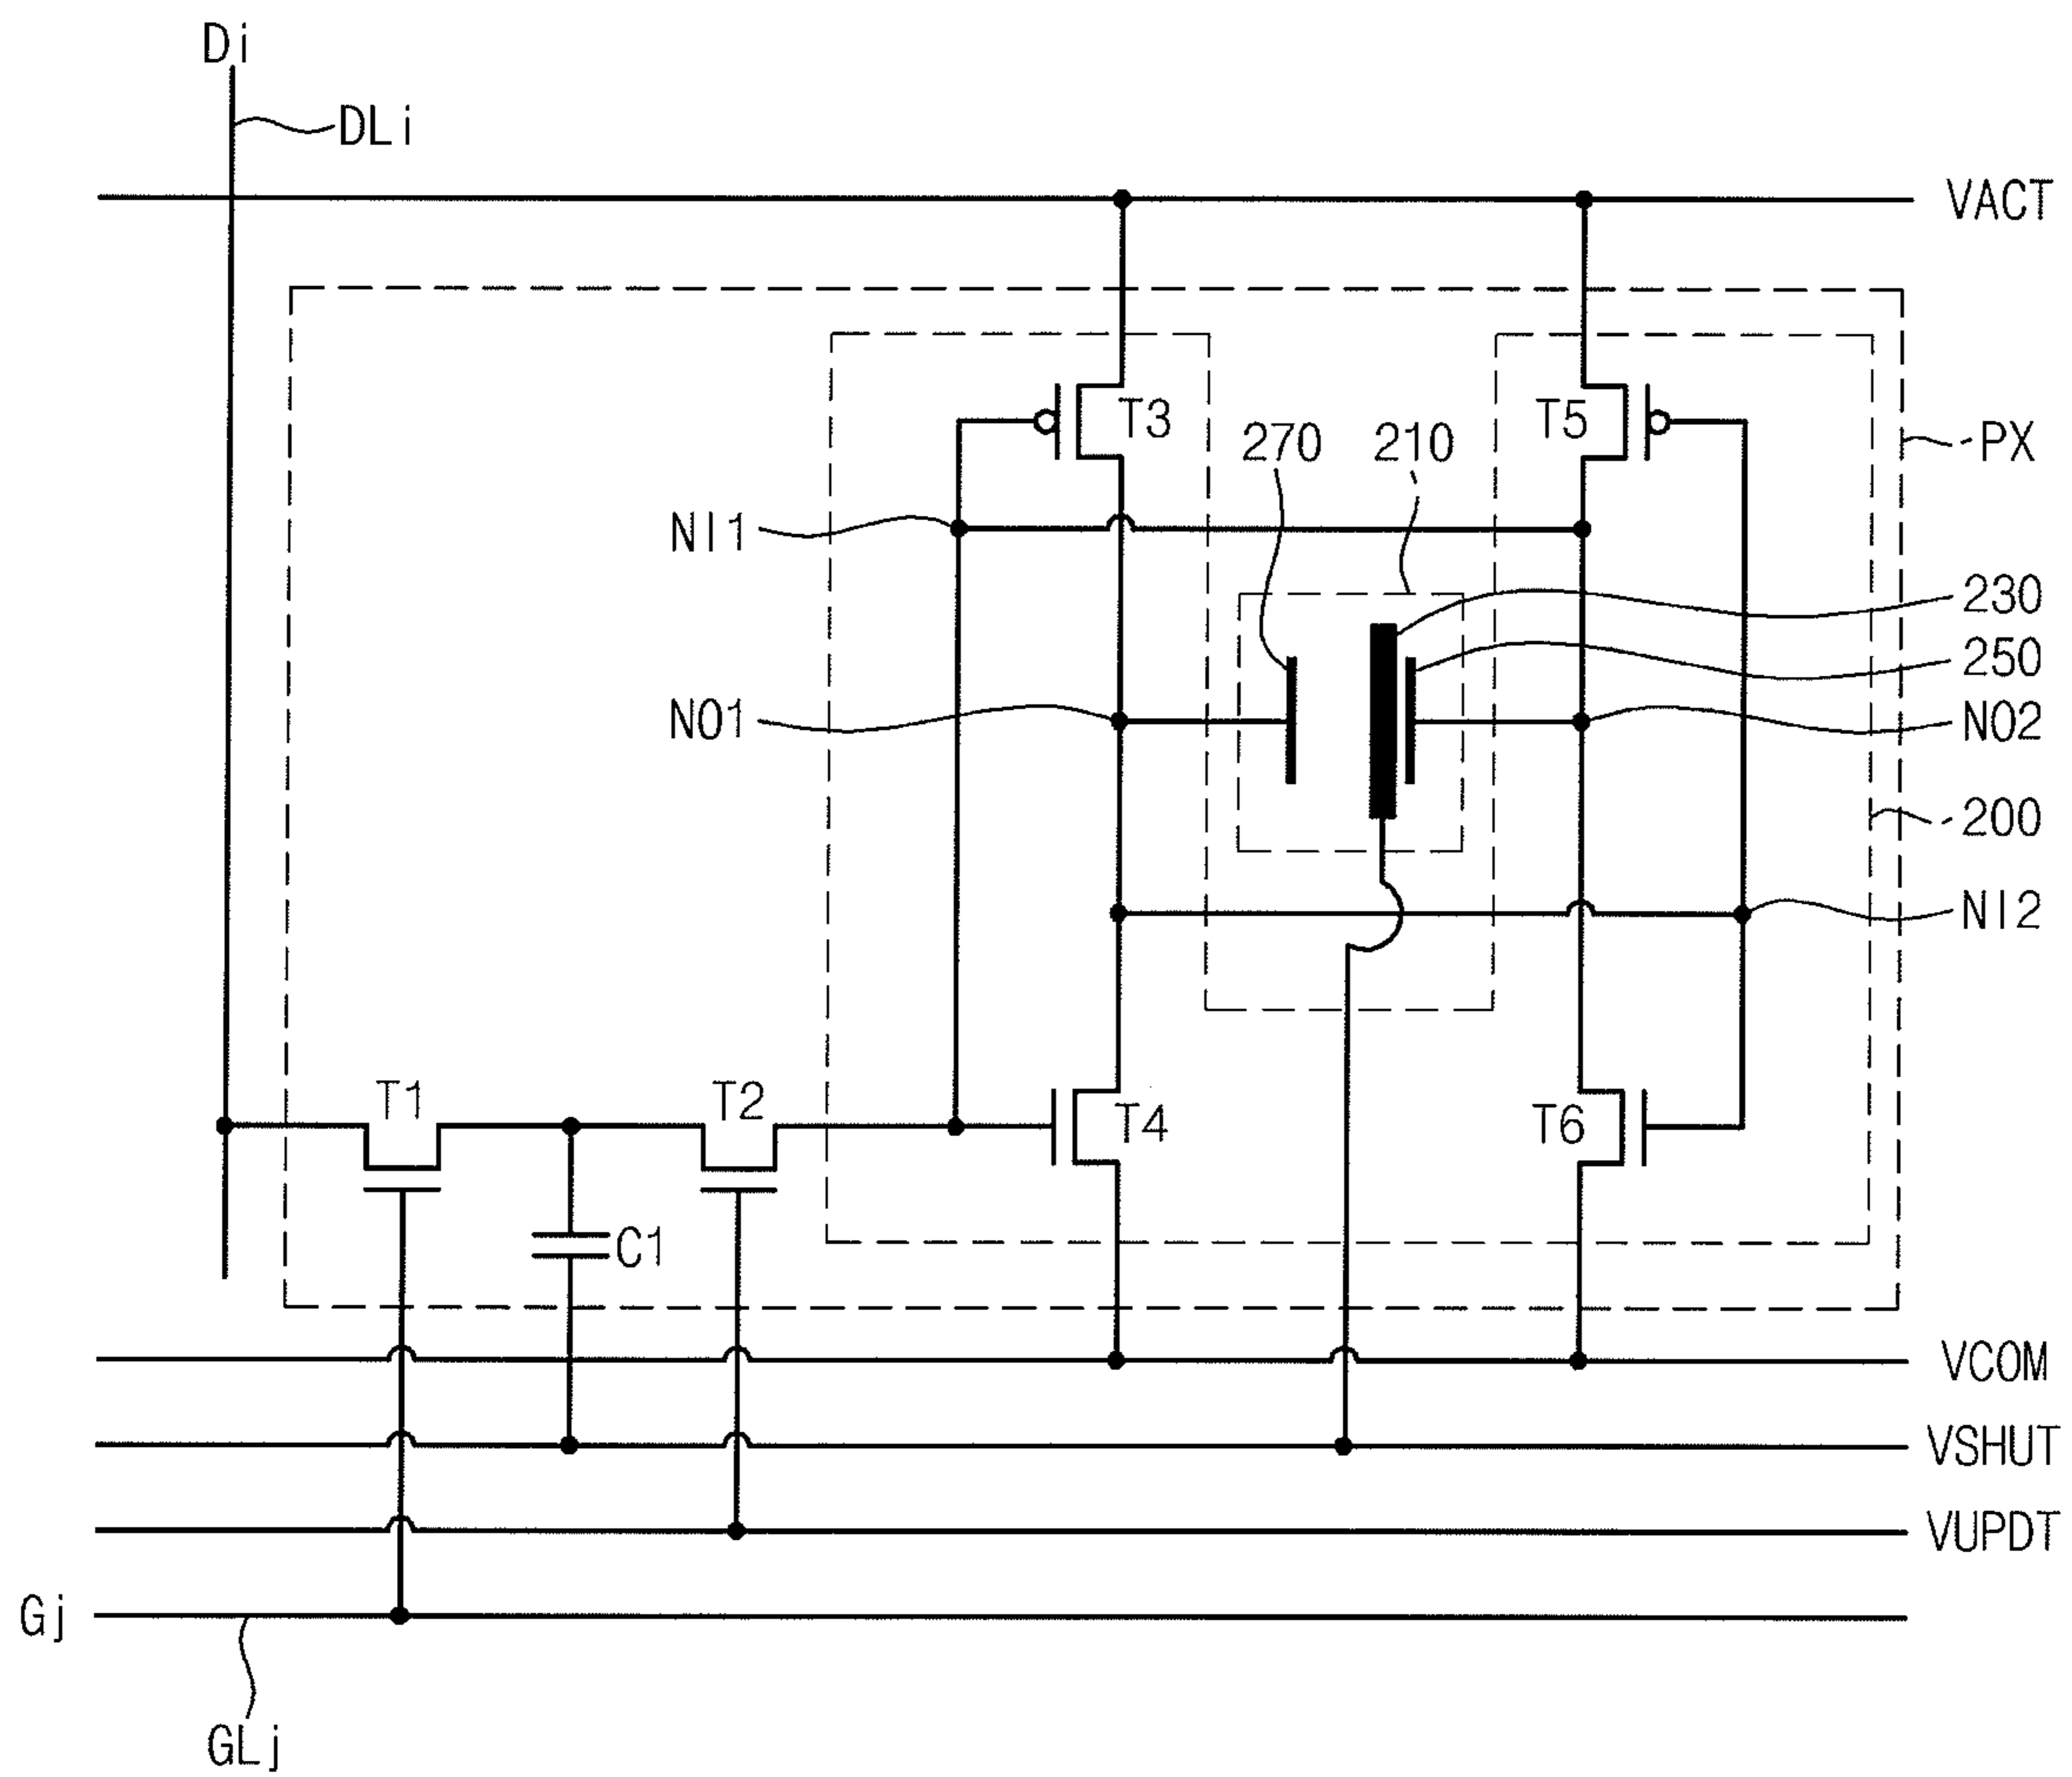 Di
DLi
VACT
T3
T5
270
210
PX
NI1
230
250
NO1
NO2
200
NI2
T1
T2
T4
T6
C1
VCOM
VSHUT
VUPDT
Gj
GLj